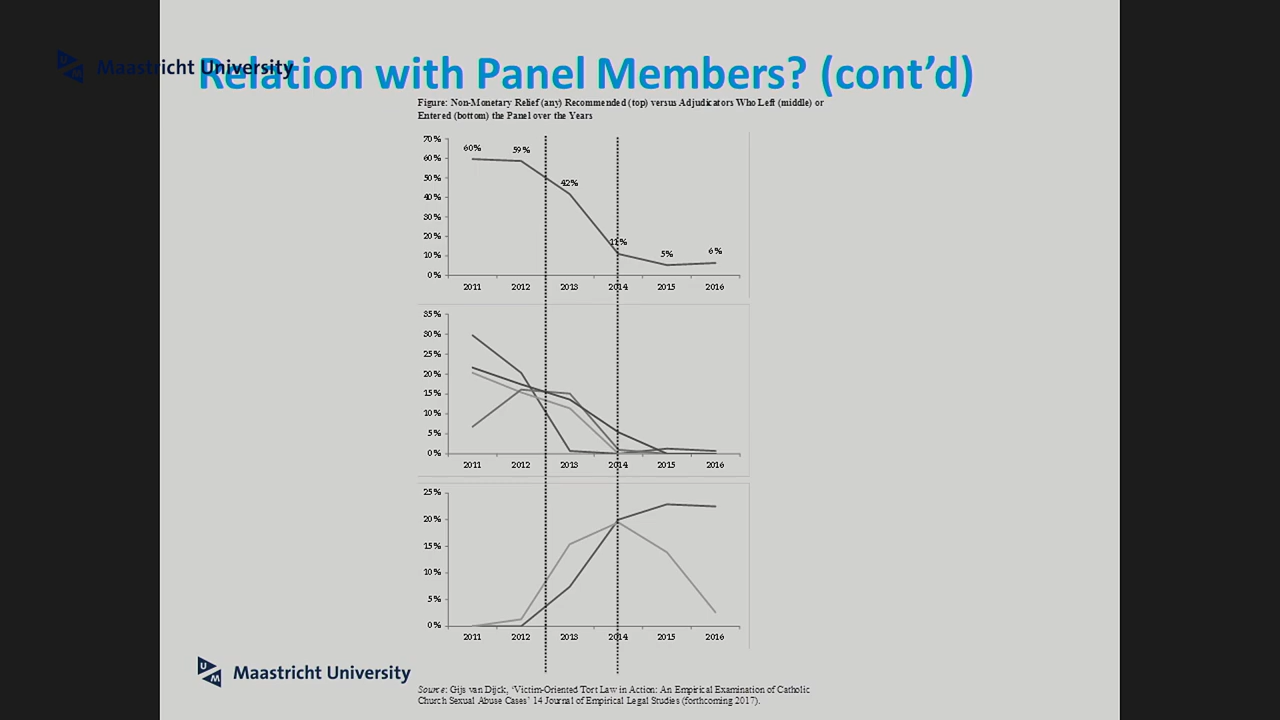 Maastricht University
Relation with Panel Members? (cont'd)
Figure: Non-Monetary Relief (any) Recommended (top) versus Adjudicators Who Left (middle) or
Entered (bottom) the Panel over the Years
70%
60%
50%
40%
30%
20%
10%
0%
60%
59%
42%
11%
5%
6%
2011 2012 2013 2014 2015 2016
35%
30%
25%
20%
15%
10%
5%
0%
2011 2012 2013 2014 2015 2016
25%
20%
15%
10%
5%
0%
2011 2012 2013 2014 2015 2016
UM Maastricht University
Source: Gijs van Dijck, 'Victim-Oriented Tort Law in Action: An Empirical Examination of Catholic
Church Sexual Abuse Cases' 14 Journal of Empirical Legal Studies (forthcoming 2017).